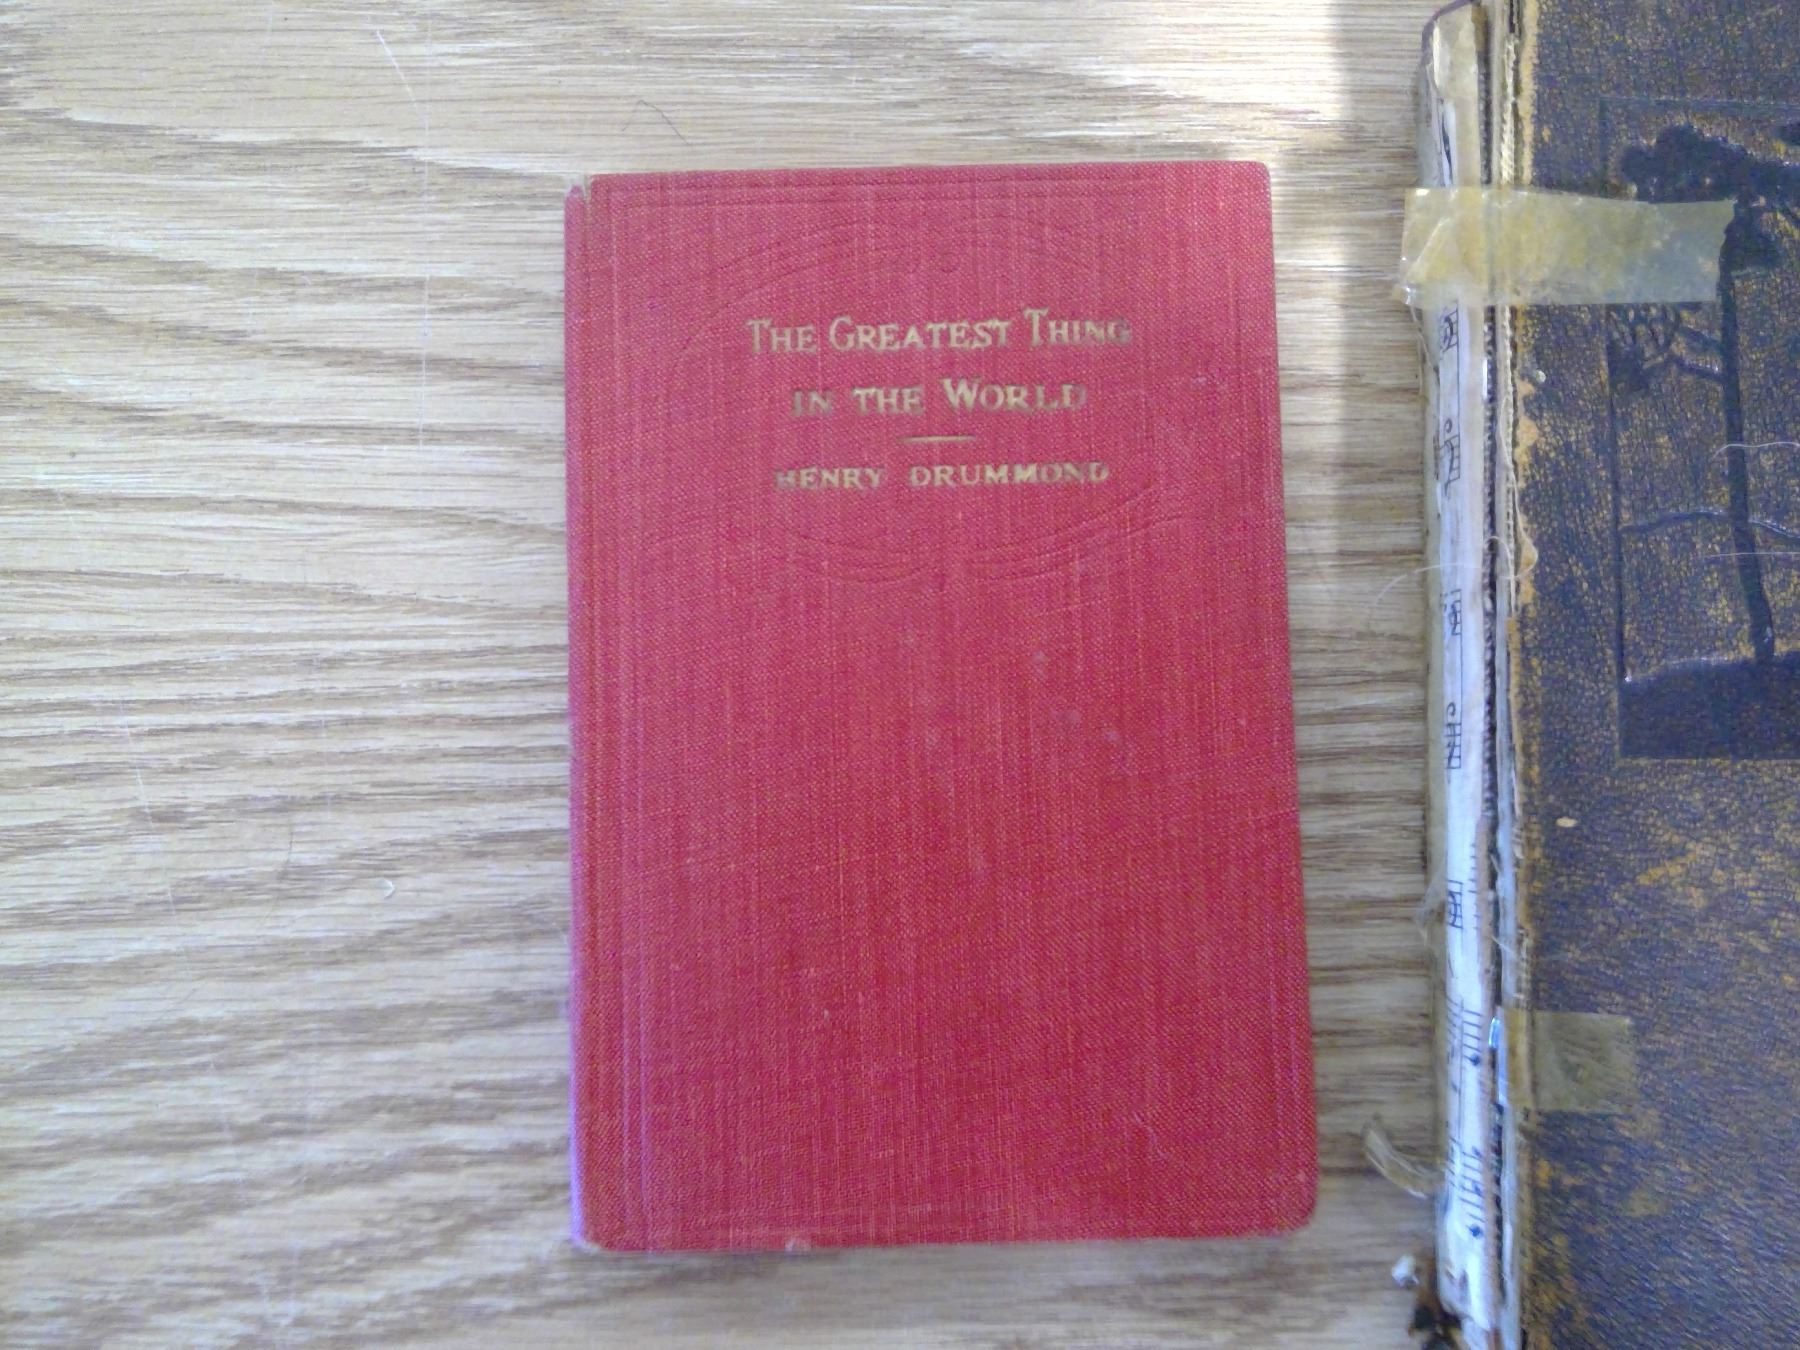 THE GREATEST THING
IN THE WORLD
HENRY DRUMMOND